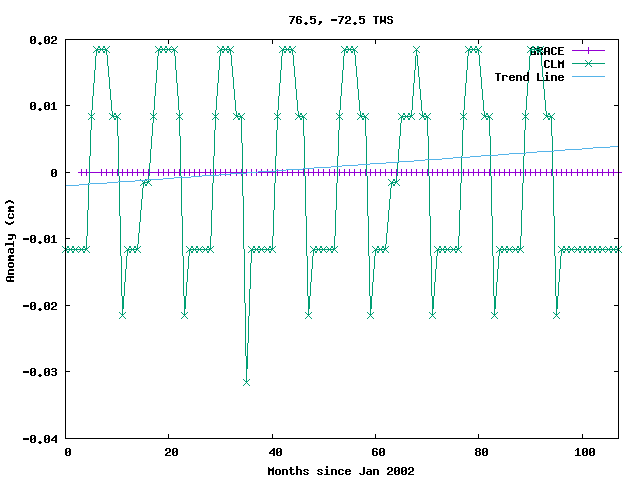 76.5, -72.5 TWS
GRACE
CLM
Trend Line
0.02
0.01
0
-0.01
-0.02
-0.03
-0.04
Anomaly (cm)
0 20 40 60 80 100
Months since Jan 2002